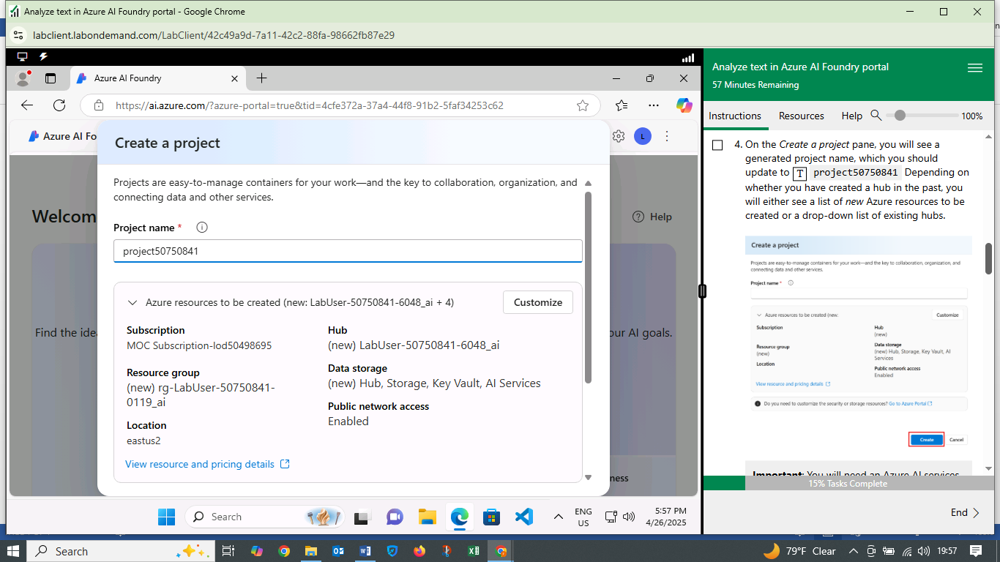 Analyze text in Azure AI Foundry portal - Google Chrome
labclient.labondemand.com/LabClient/42c49a9d-7a11-42c2-88fa-98662fb87e29
Azure AI Foundry
https://ai.azure.com/?azure-portal=true&tid=4cfe372a-37a4-44f8-91b2-5faf34253c62
Azure AI Fo
L
Create a project
Projects are easy-to-manage containers for your work—and the key to collaboration, organization, and
connecting data and other services.
Welcom
Help
Project name *
project50750841
Azure resources to be created (new: LabUser-50750841-6048_ai + 4)
Customize
Find the idea
our AI goals.
Subscription
MOC Subscription-lod50498695
Resource group
(new) rg-LabUser-50750841-
0119_ai
Location
eastus2
Hub
(new) LabUser-50750841-6048_ai
Data storage
(new) Hub, Storage, Key Vault, AI Services
Public network access
Enabled
View resource and pricing details
ness
Search
ENG
US
5:57 PM
4/26/2025
Analyze text in Azure AI Foundry portal
57 Minutes Remaining
Instructions
Resources
Help
100%
4. On the Create a project pane, you will see a
generated project name, which you should
update to T project50750841 Depending on
whether you have created a hub in the past, you
will either see a list of new Azure resources to be
created or a drop-down list of existing hubs.
Create a project
Projects are easy-to-manage containers for your work—and the key to collaboration, organization, and
connecting data and other services.
Project name *
Azure resources to be created (new:
Customize
Subscription
Resource group
(new)
Location
Hub
(new)
Data storage
(new) Hub, Storage, Key Vault, AI
Services
Public network access
Enabled
View resource and pricing details
Do you need to customize the security or storage resources? Go to Azure Portal
Create
Cancel
Important: You will need an Azure AI services
15% Tasks Complete
End
Search
79°F Clear
19:57